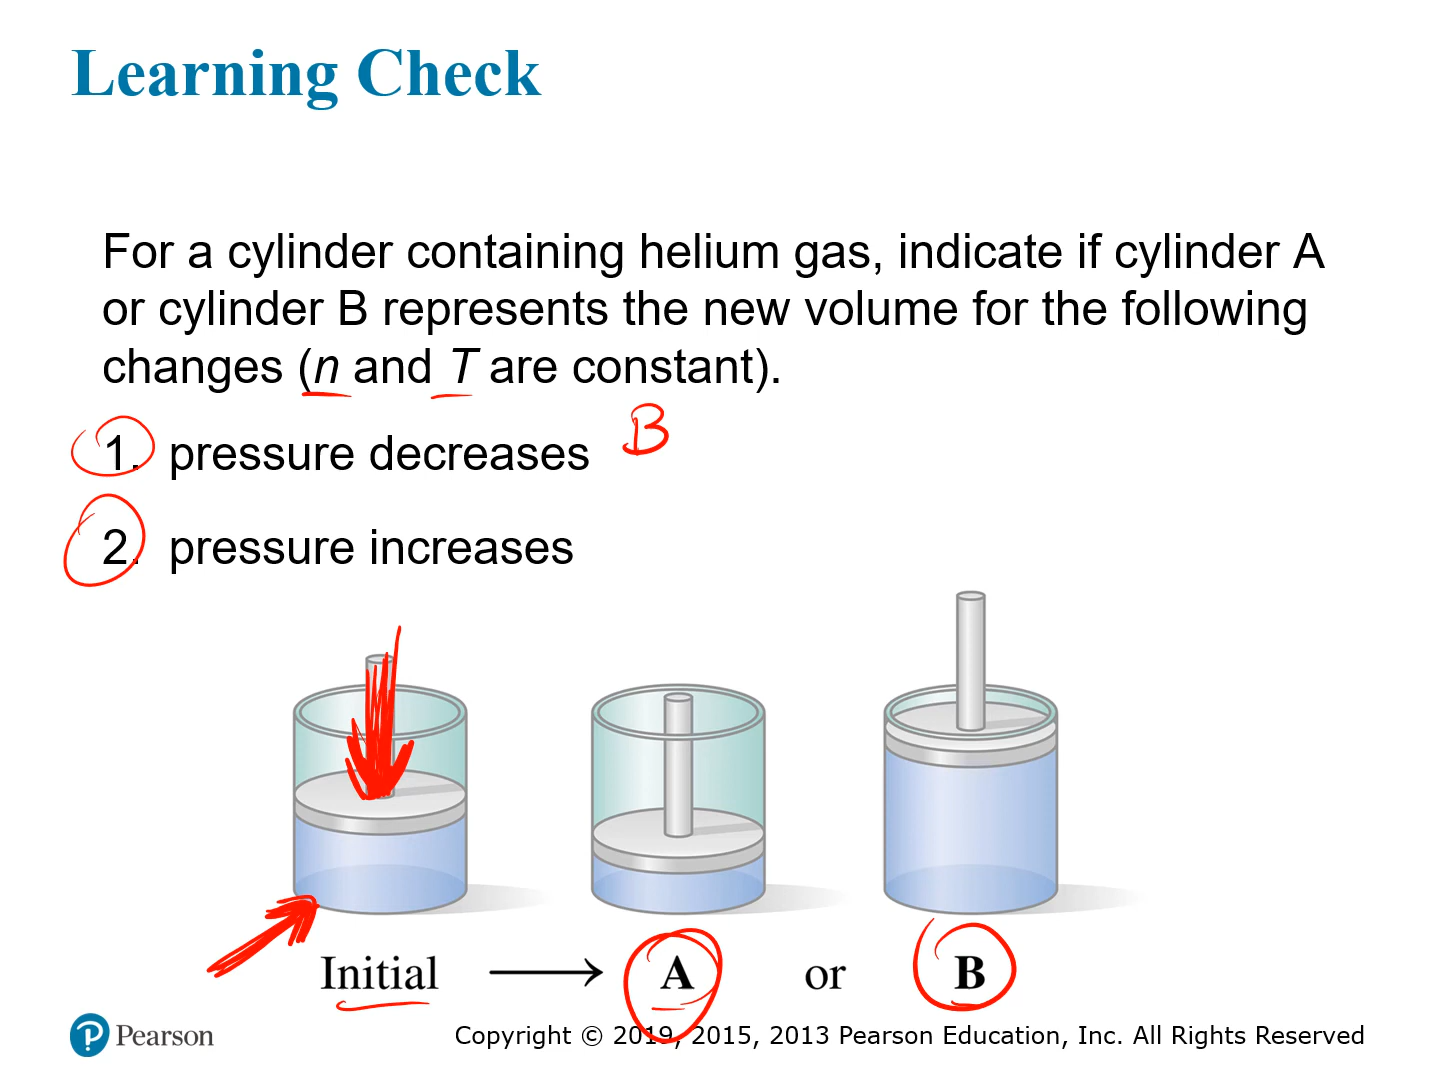 Learning Check
For a cylinder containing helium gas, indicate if cylinder A
or cylinder B represents the new volume for the following
changes (n and T are constant).
1. pressure decreases B
2. pressure increases
Initial ⟶ A or B
Pearson
Copyright © 2019, 2015, 2013 Pearson Education, Inc. All Rights Reserved